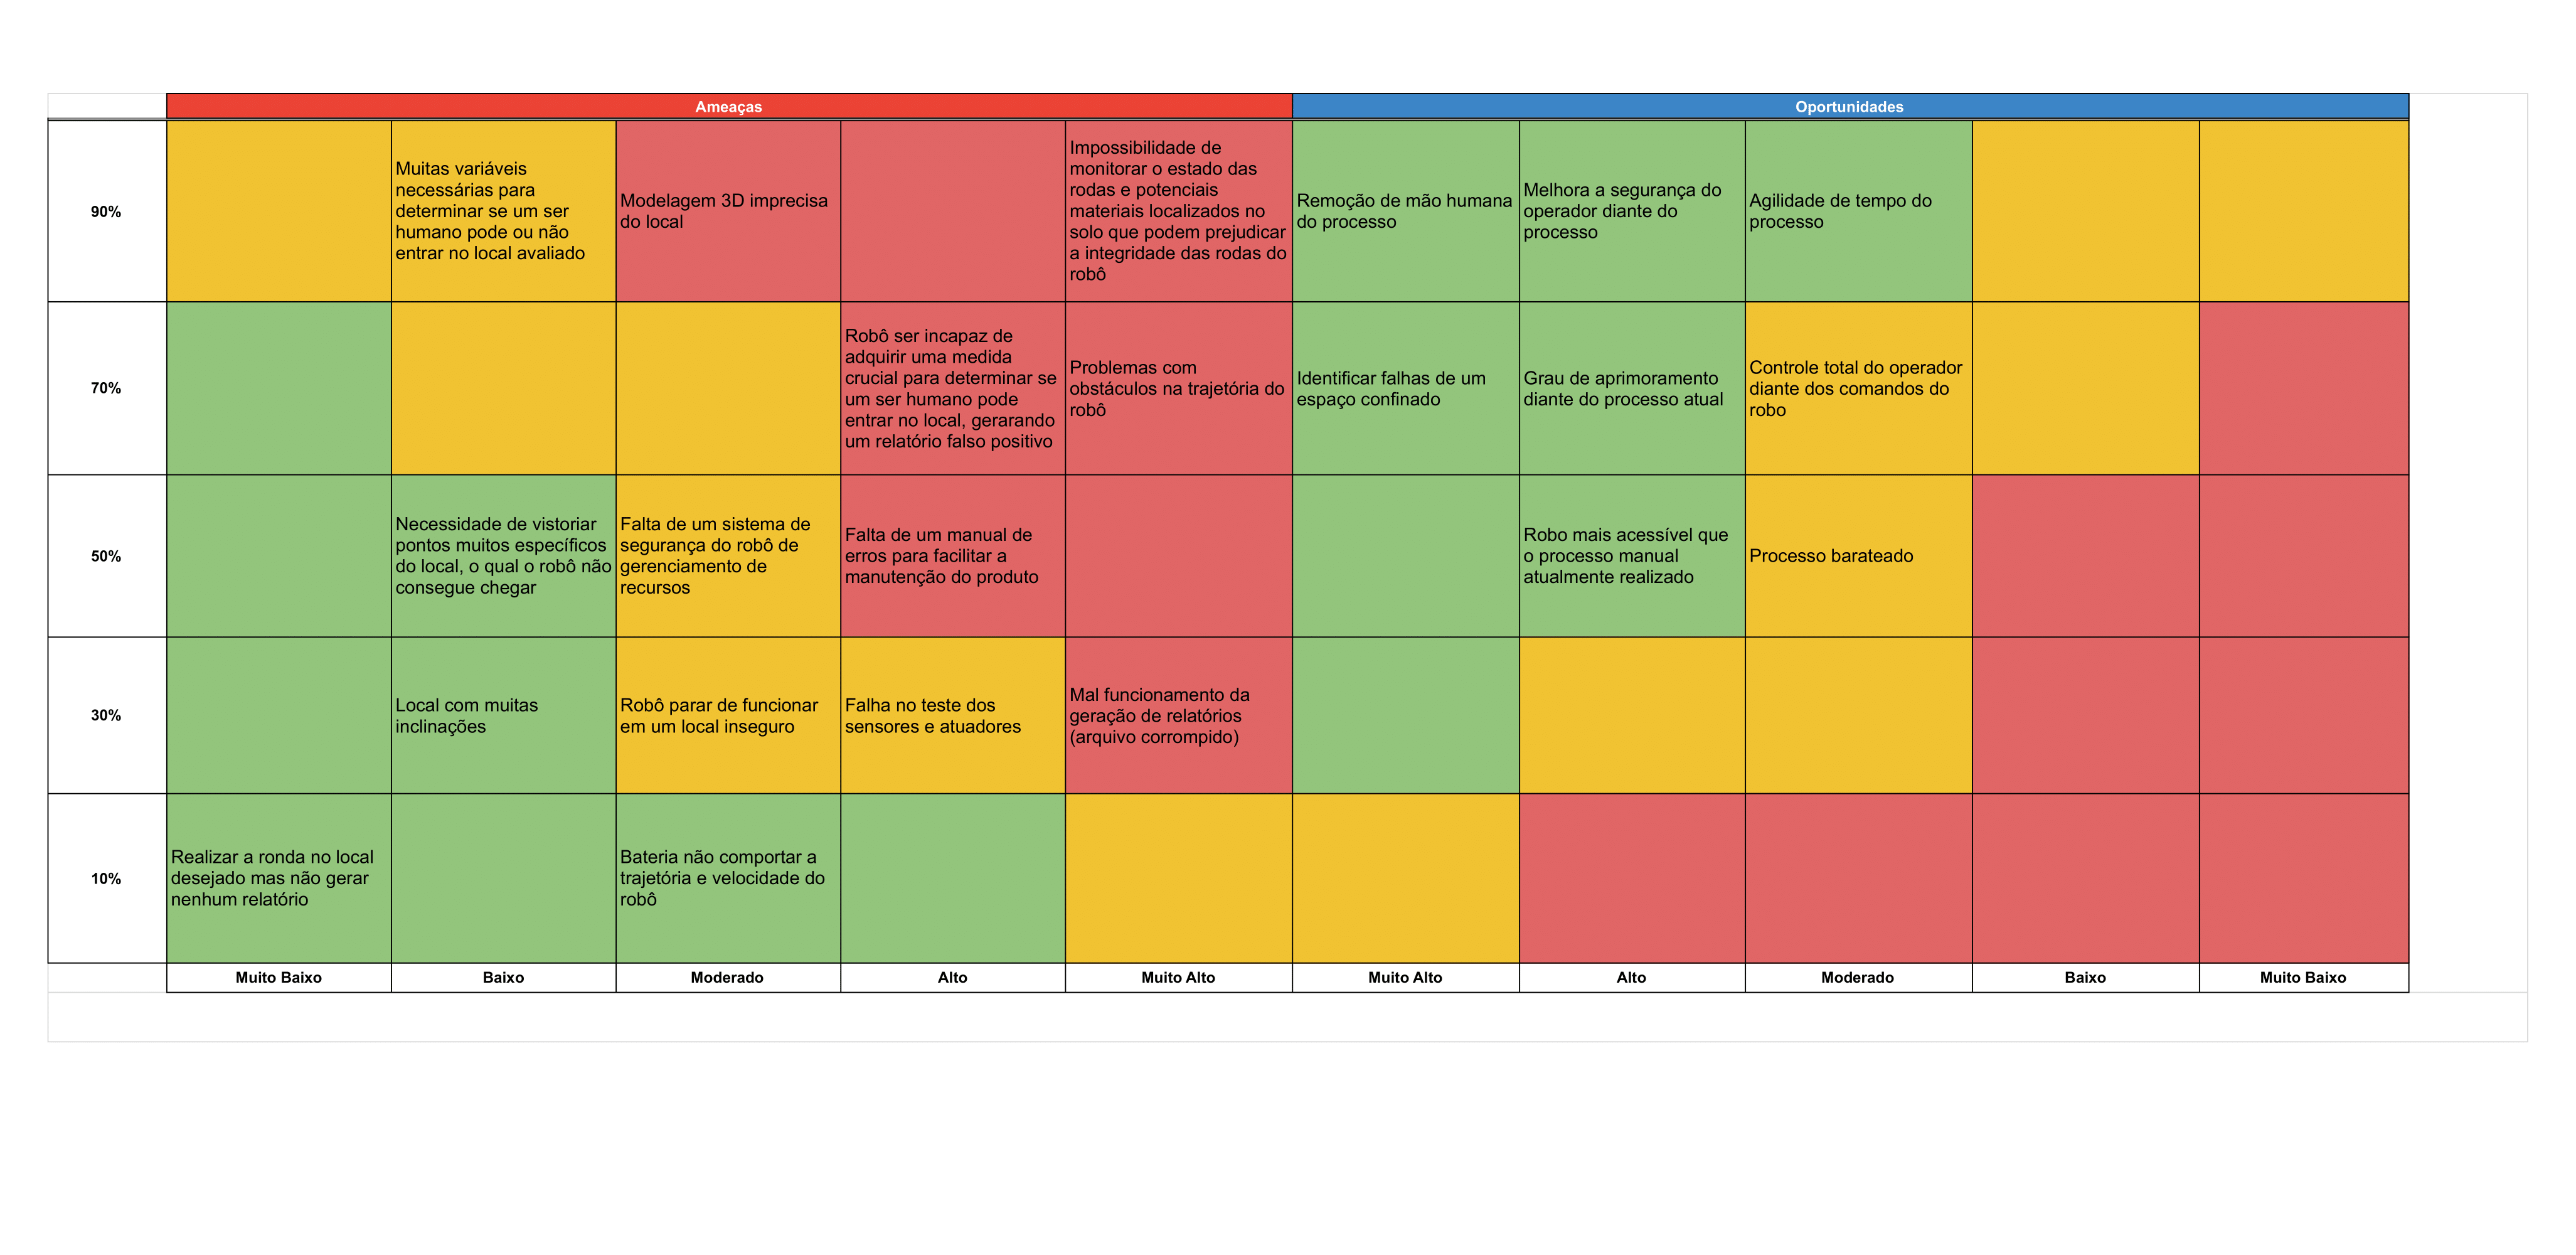 Ameaças
Oportunidades
90%
Muitas variáveis
necessárias para
determinar se um ser
humano pode ou não
entrar no local avaliado
Modelagem 3D imprecisa
do local
Impossibilidade de
monitorar o estado das
rodas e potenciais
materiais localizados no
solo que podem prejudicar
a integridade das rodas do
robô
Remoção de mão humana
do processo
Melhora a segurança do
operador diante do
processo
Agilidade de tempo do
processo
70%
Robô ser incapaz de
adquirir uma medida
crucial para determinar se
um ser humano pode
entrar no local, gerarando
um relatório falso positivo
Problemas com
obstáculos na trajetória do
robô
Identificar falhas de um
espaço confinado
Grau de aprimoramento
diante do processo atual
Controle total do operador
diante dos comandos do
robo
50%
Necessidade de vistoriar
pontos muitos específicos
do local, o qual o robô não
consegue chegar
Falta de um sistema de
segurança do robô de
gerenciamento de
recursos
Falta de um manual de
erros para facilitar a
manutenção do produto
Robo mais acessível que
o processo manual
atualmente realizado
Processo barateado
30%
Local com muitas
inclinações
Robô parar de funcionar
em um local inseguro
Falha no teste dos
sensores e atuadores
Mal funcionamento da
geração de relatórios
(arquivo corrompido)
10%
Realizar a ronda no local
desejado mas não gerar
nenhum relatório
Bateria não comportar a
trajetória e velocidade do
robô
Muito Baixo
Baixo
Moderado
Alto
Muito Alto
Muito Alto
Alto
Moderado
Baixo
Muito Baixo